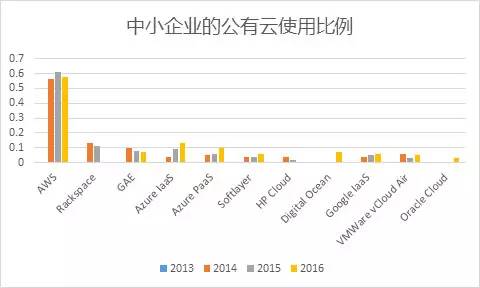 中小企业的公有云使用比例
0.7
0.6
0.5
0.4
0.3
0.2
0.1
0
AWS
Rackspace
GAE
Azure IaaS
Azure PaaS
Softlayer
HP Cloud
Digital Ocean
Google IaaS
VMWare vCloud Air
Oracle Cloud
2013 2014 2015 2016